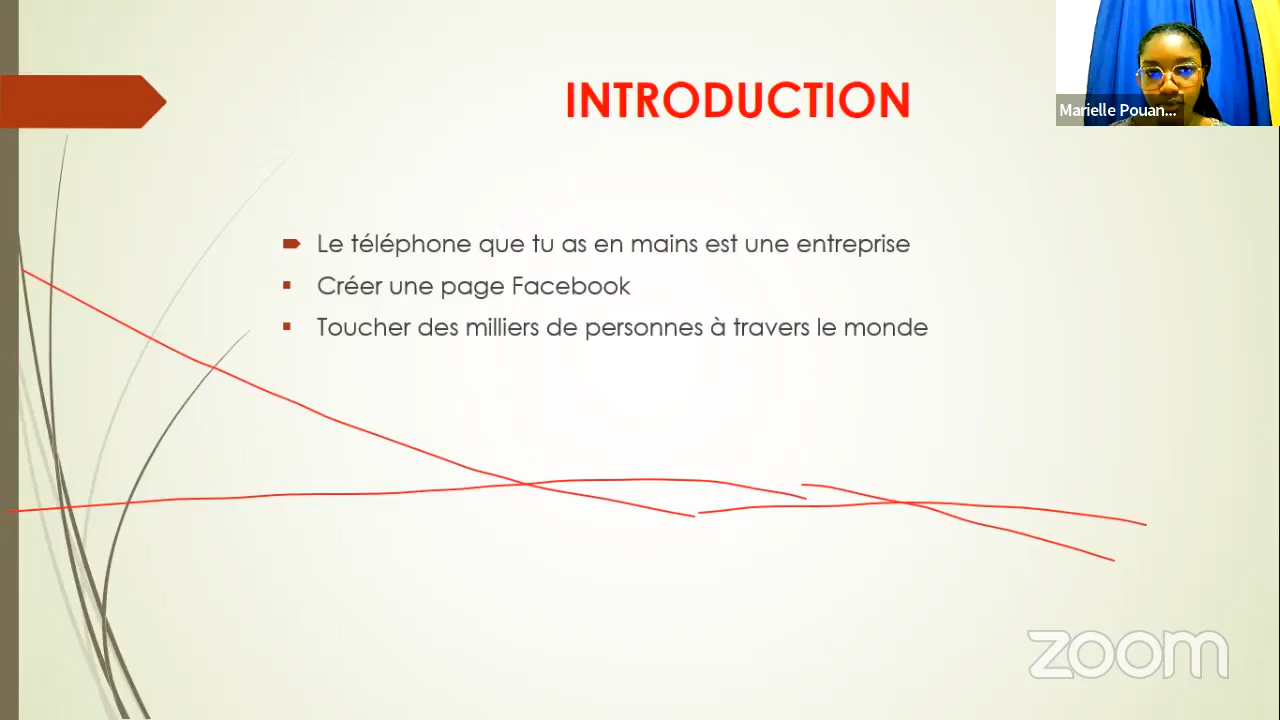 INTRODUCTION
Marielle Pouan...
Le téléphone que tu as en mains est une entreprise
Créer une page Facebook
Toucher des milliers de personnes à travers le monde
zoom